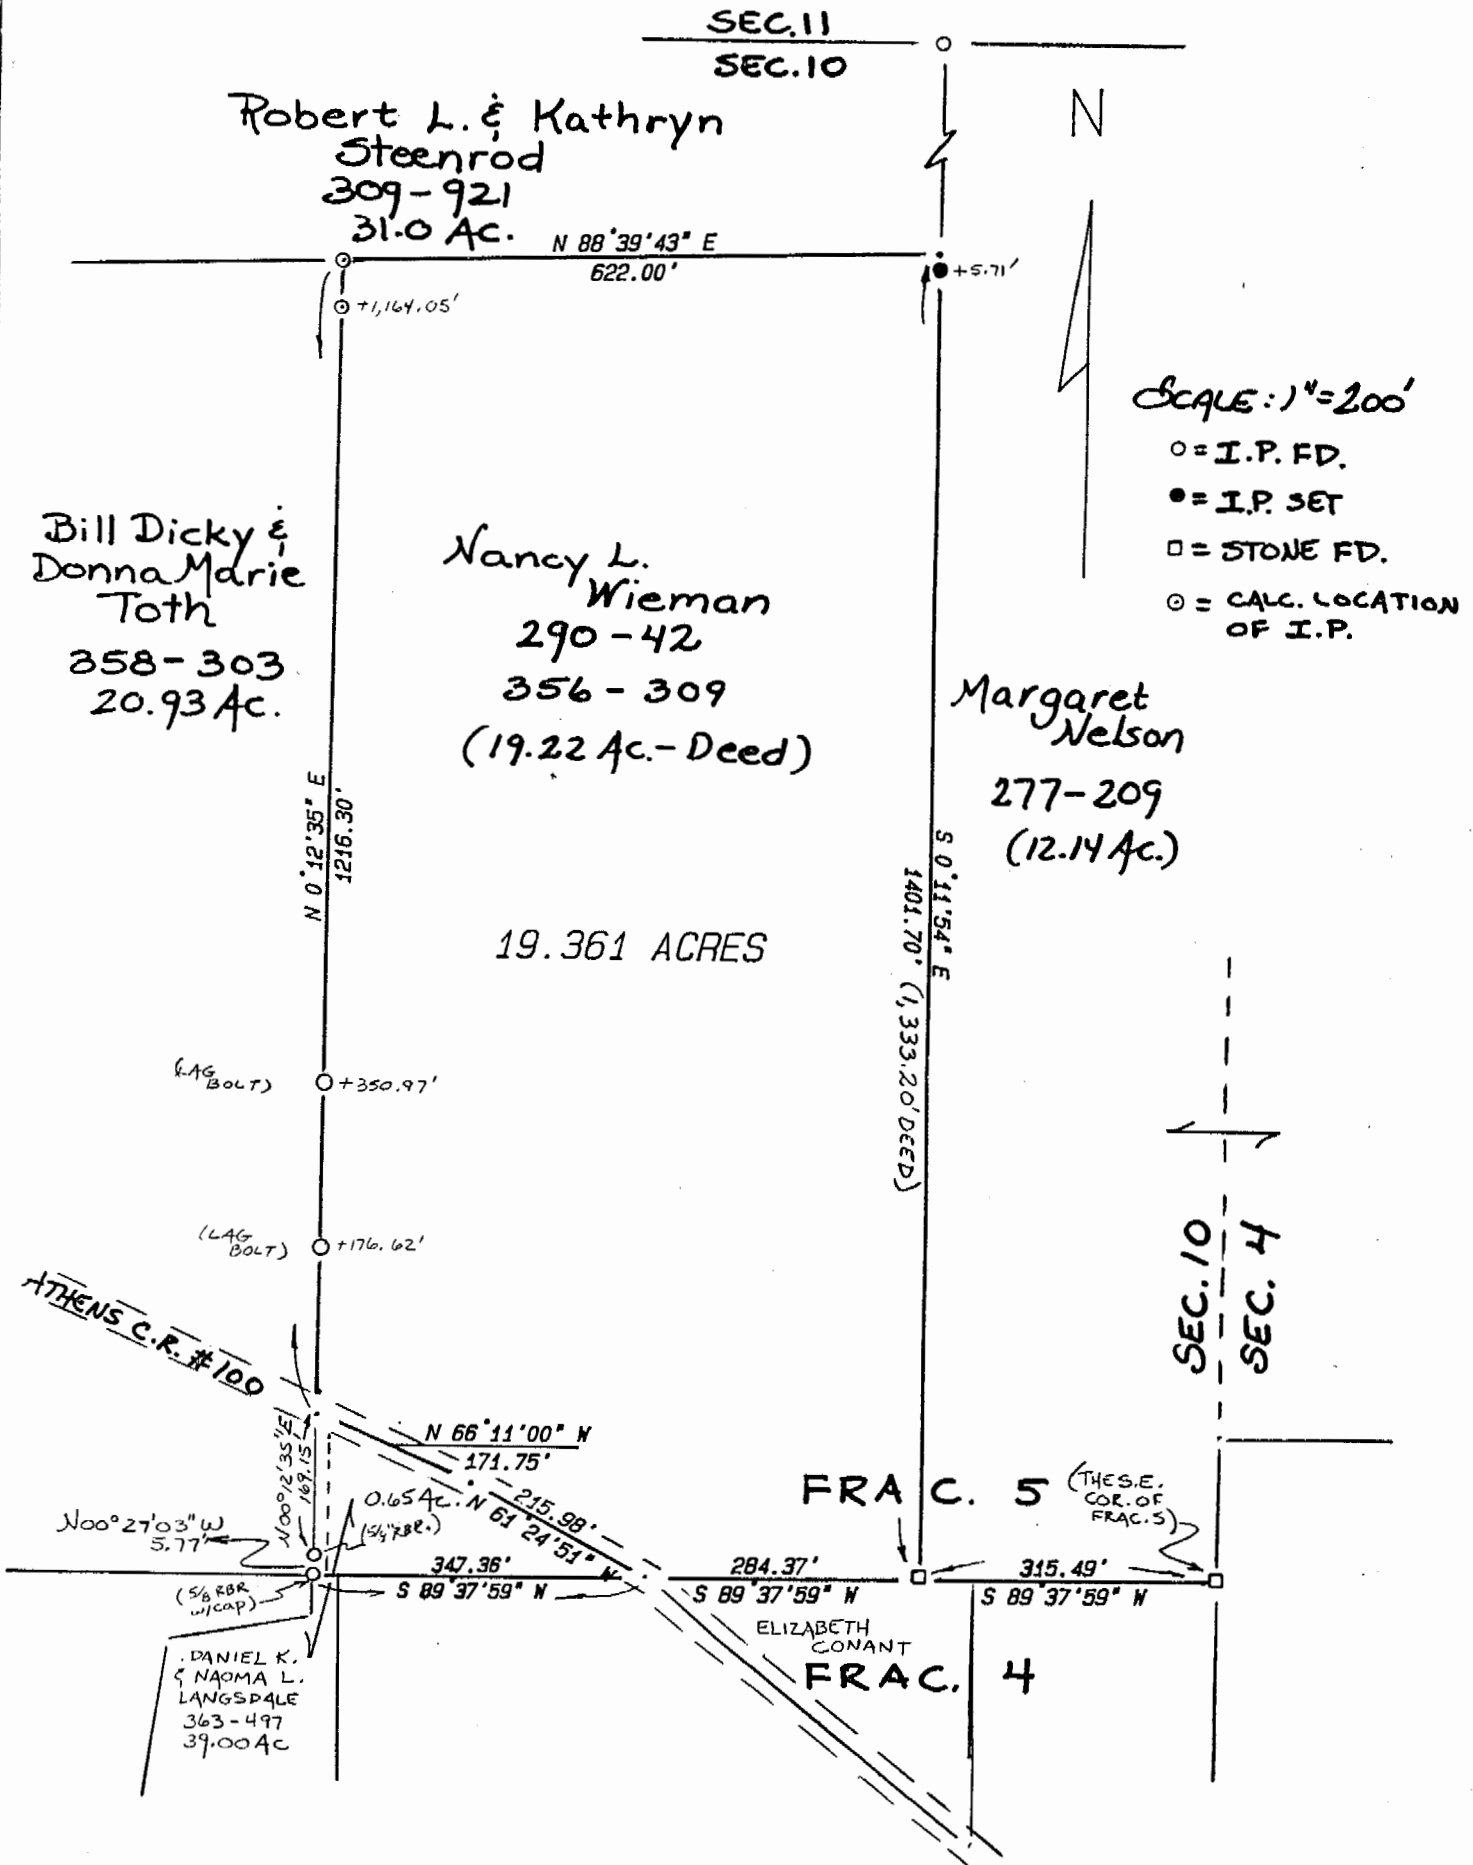 SEC.11
SEC.10
N
Robert L. & Kathryn
Steenrod
309-921
31.0 Ac.
N 88°39'43" E
622.00'
+5.71'
+1,164.05'
SCALE: 1"=200'
○ = I.P. FD.
● = I.P. SET
□ = STONE FD.
⊙ = CALC. LOCATION
OF I.P.
Bill Dicky &
Donna Marie
Toth
358-303
20.93 Ac.
Nancy L.
Wieman
290-42
356-309
(19.22 Ac.-Deed)
Margaret
Nelson
277-209
(12.14 Ac.)
N 0°12'35" E
1216.30'
S 0°11'54" E
1401.70' (1,333.20' DEED)
19.361 ACRES
(LAG
BOLT)
+350.97'
(LAG
BOLT)
+176.62'
SEC. 10
SEC. 4
ATHENS C.R. #100
N 66°11'00" W
171.75'
N00°12'35"E
169.15'
0.65 Ac.
215.98'
N 61°24'51" W
(5/8" RBR.)
N00°27'03"W
5.77'
FRAC. 5
(THE S.E.
COR. OF
FRAC. 5)
347.36'
S 89°37'59" W
284.37'
S 89°37'59" W
315.49'
S 89°37'59" W
(5/8 RBR
w/CAP)
ELIZABETH
CONANT
FRAC. 4
DANIEL K.
& NAOMA L.
LANGSDALE
363-497
39.00 AC